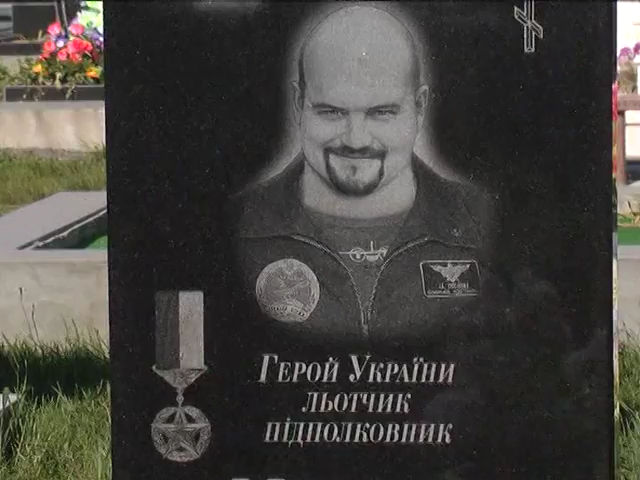 Герой України
льотчик
підполковник